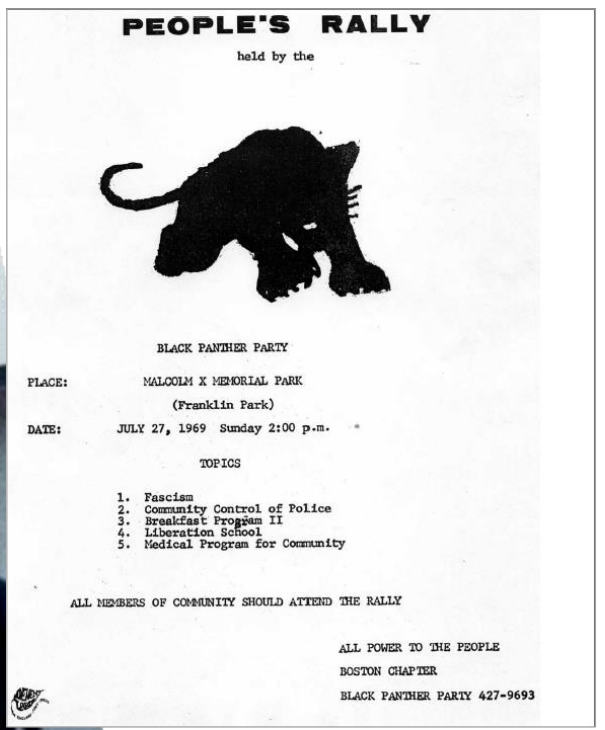 PEOPLE'S RALLY
held by the
BLACK PANTHER PARTY
PLACE: MALCOLM X MEMORIAL PARK
(Franklin Park)
DATE: JULY 27, 1969 Sunday 2:00 p.m.
TOPICS
1. Fascism
2. Community Control of Police
3. Breakfast Program II
4. Liberation School
5. Medical Program for Community
ALL MEMBERS OF COMMUNITY SHOULD ATTEND THE RALLY
ALL POWER TO THE PEOPLE
BOSTON CHAPTER
BLACK PANTHER PARTY 427-9693